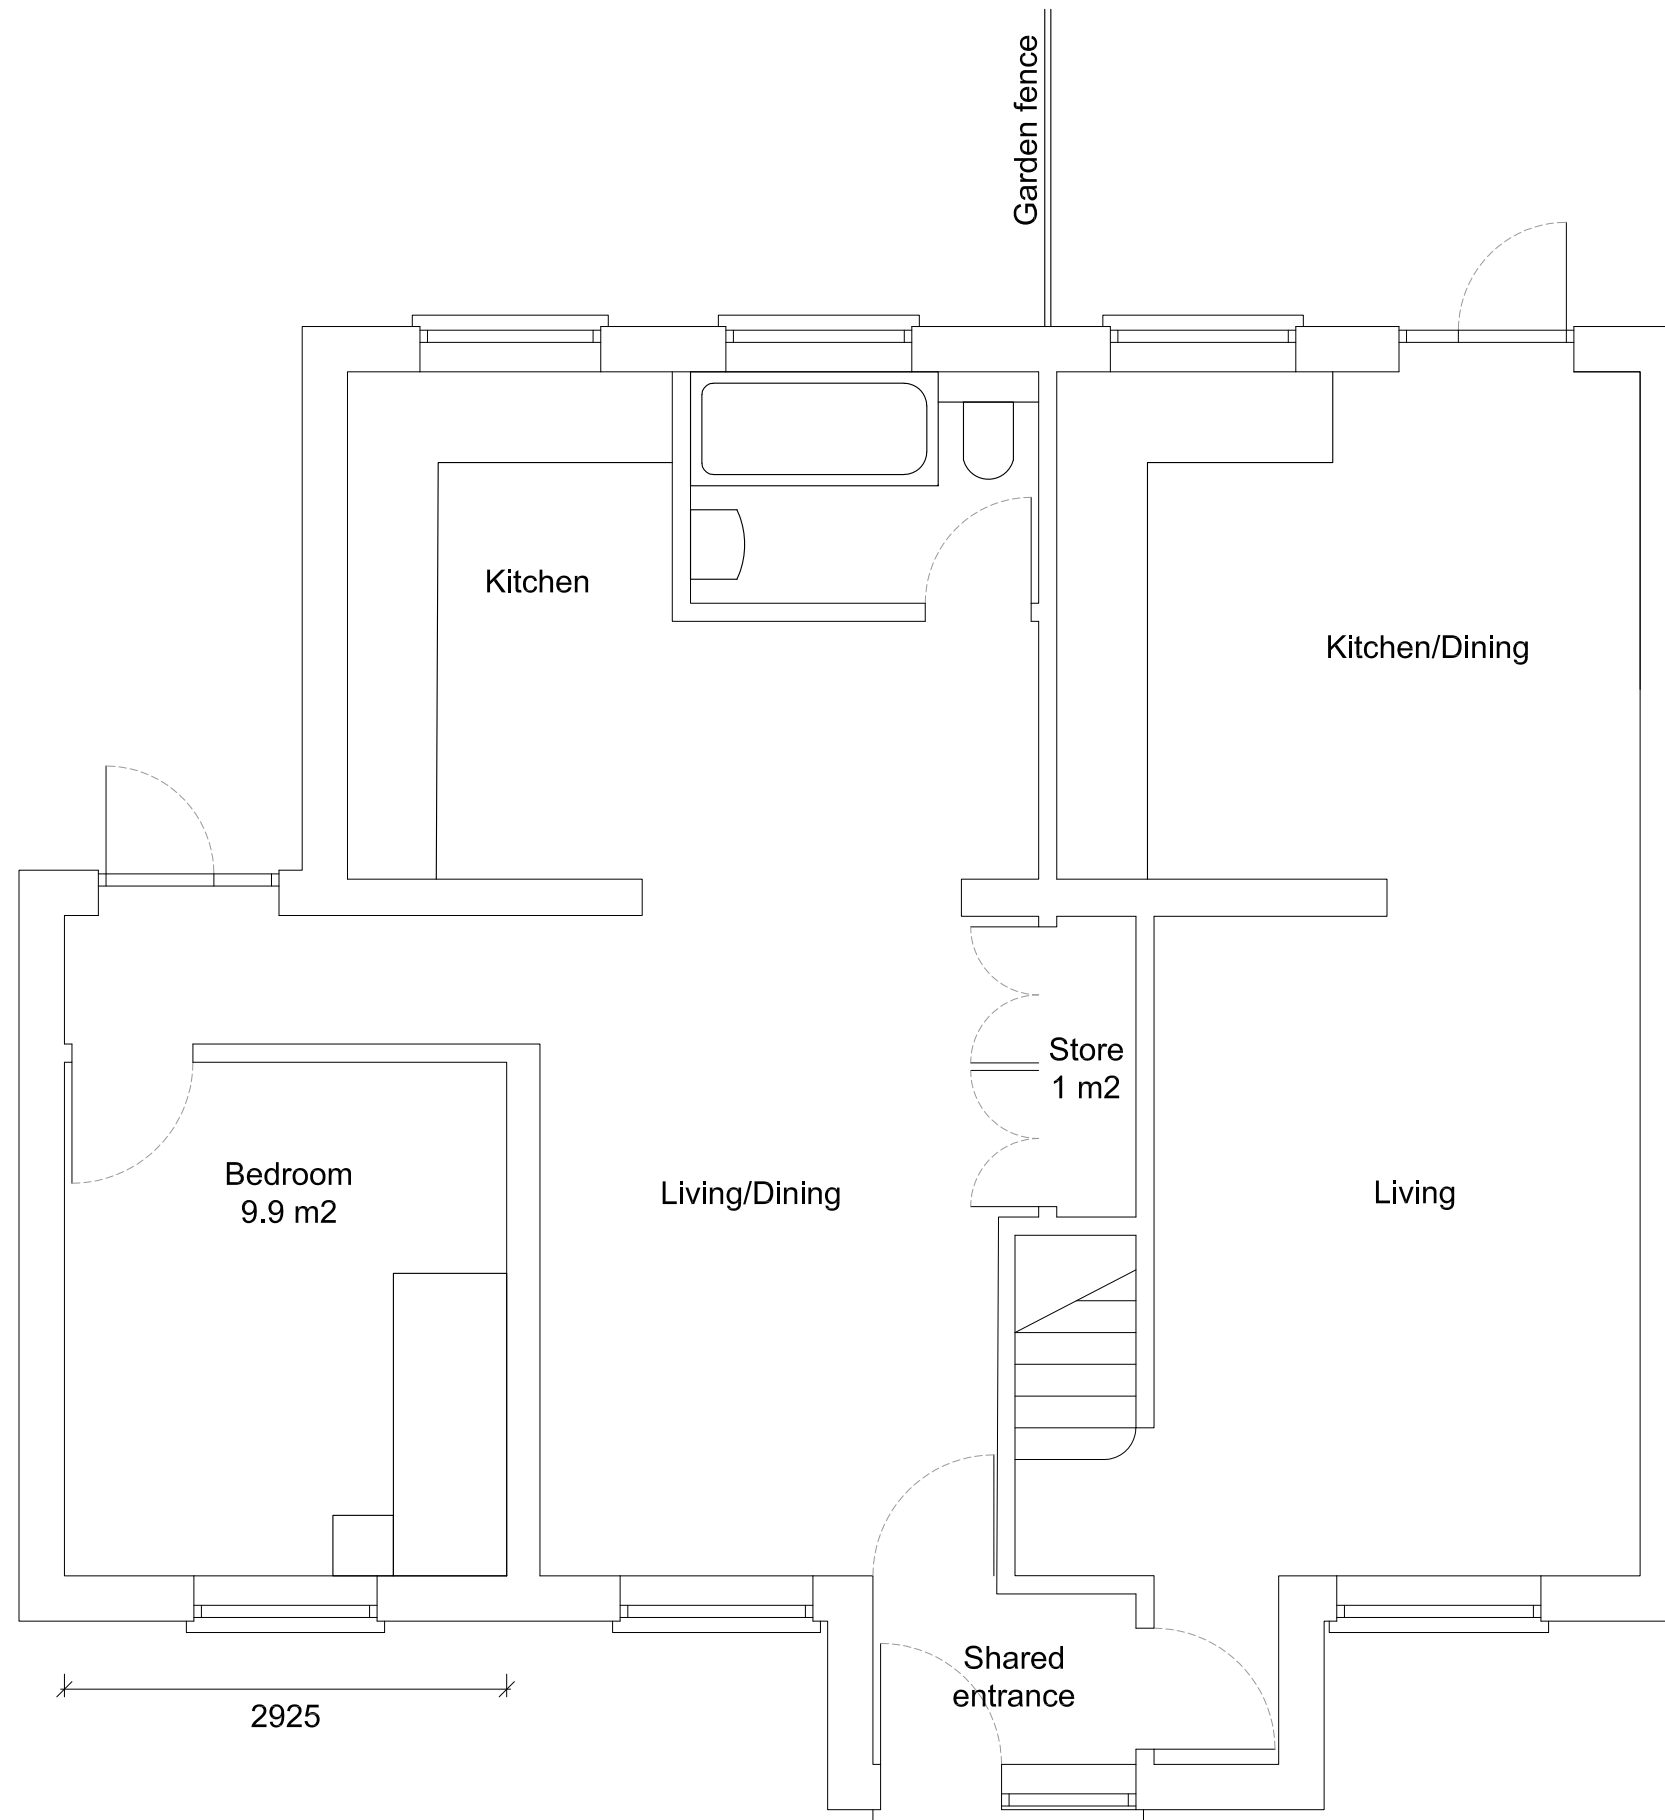 Garden fence
Kitchen
Kitchen/Dining
Store
1 m2
Bedroom
9.9 m2
Living/Dining
Living
Shared
entrance
2925